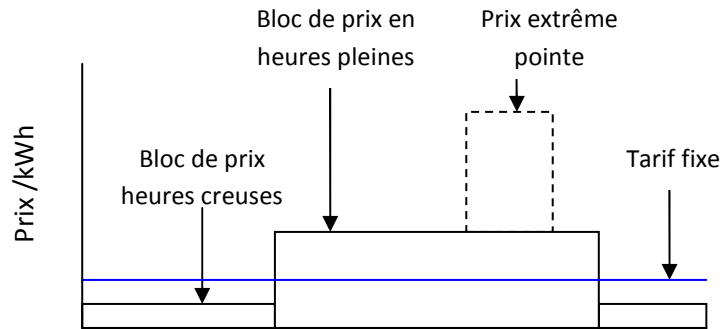 Bloc de prix en
heures pleines
Prix extrême
pointe
Bloc de prix
heures creuses
Tarif fixe
Prix /kWh